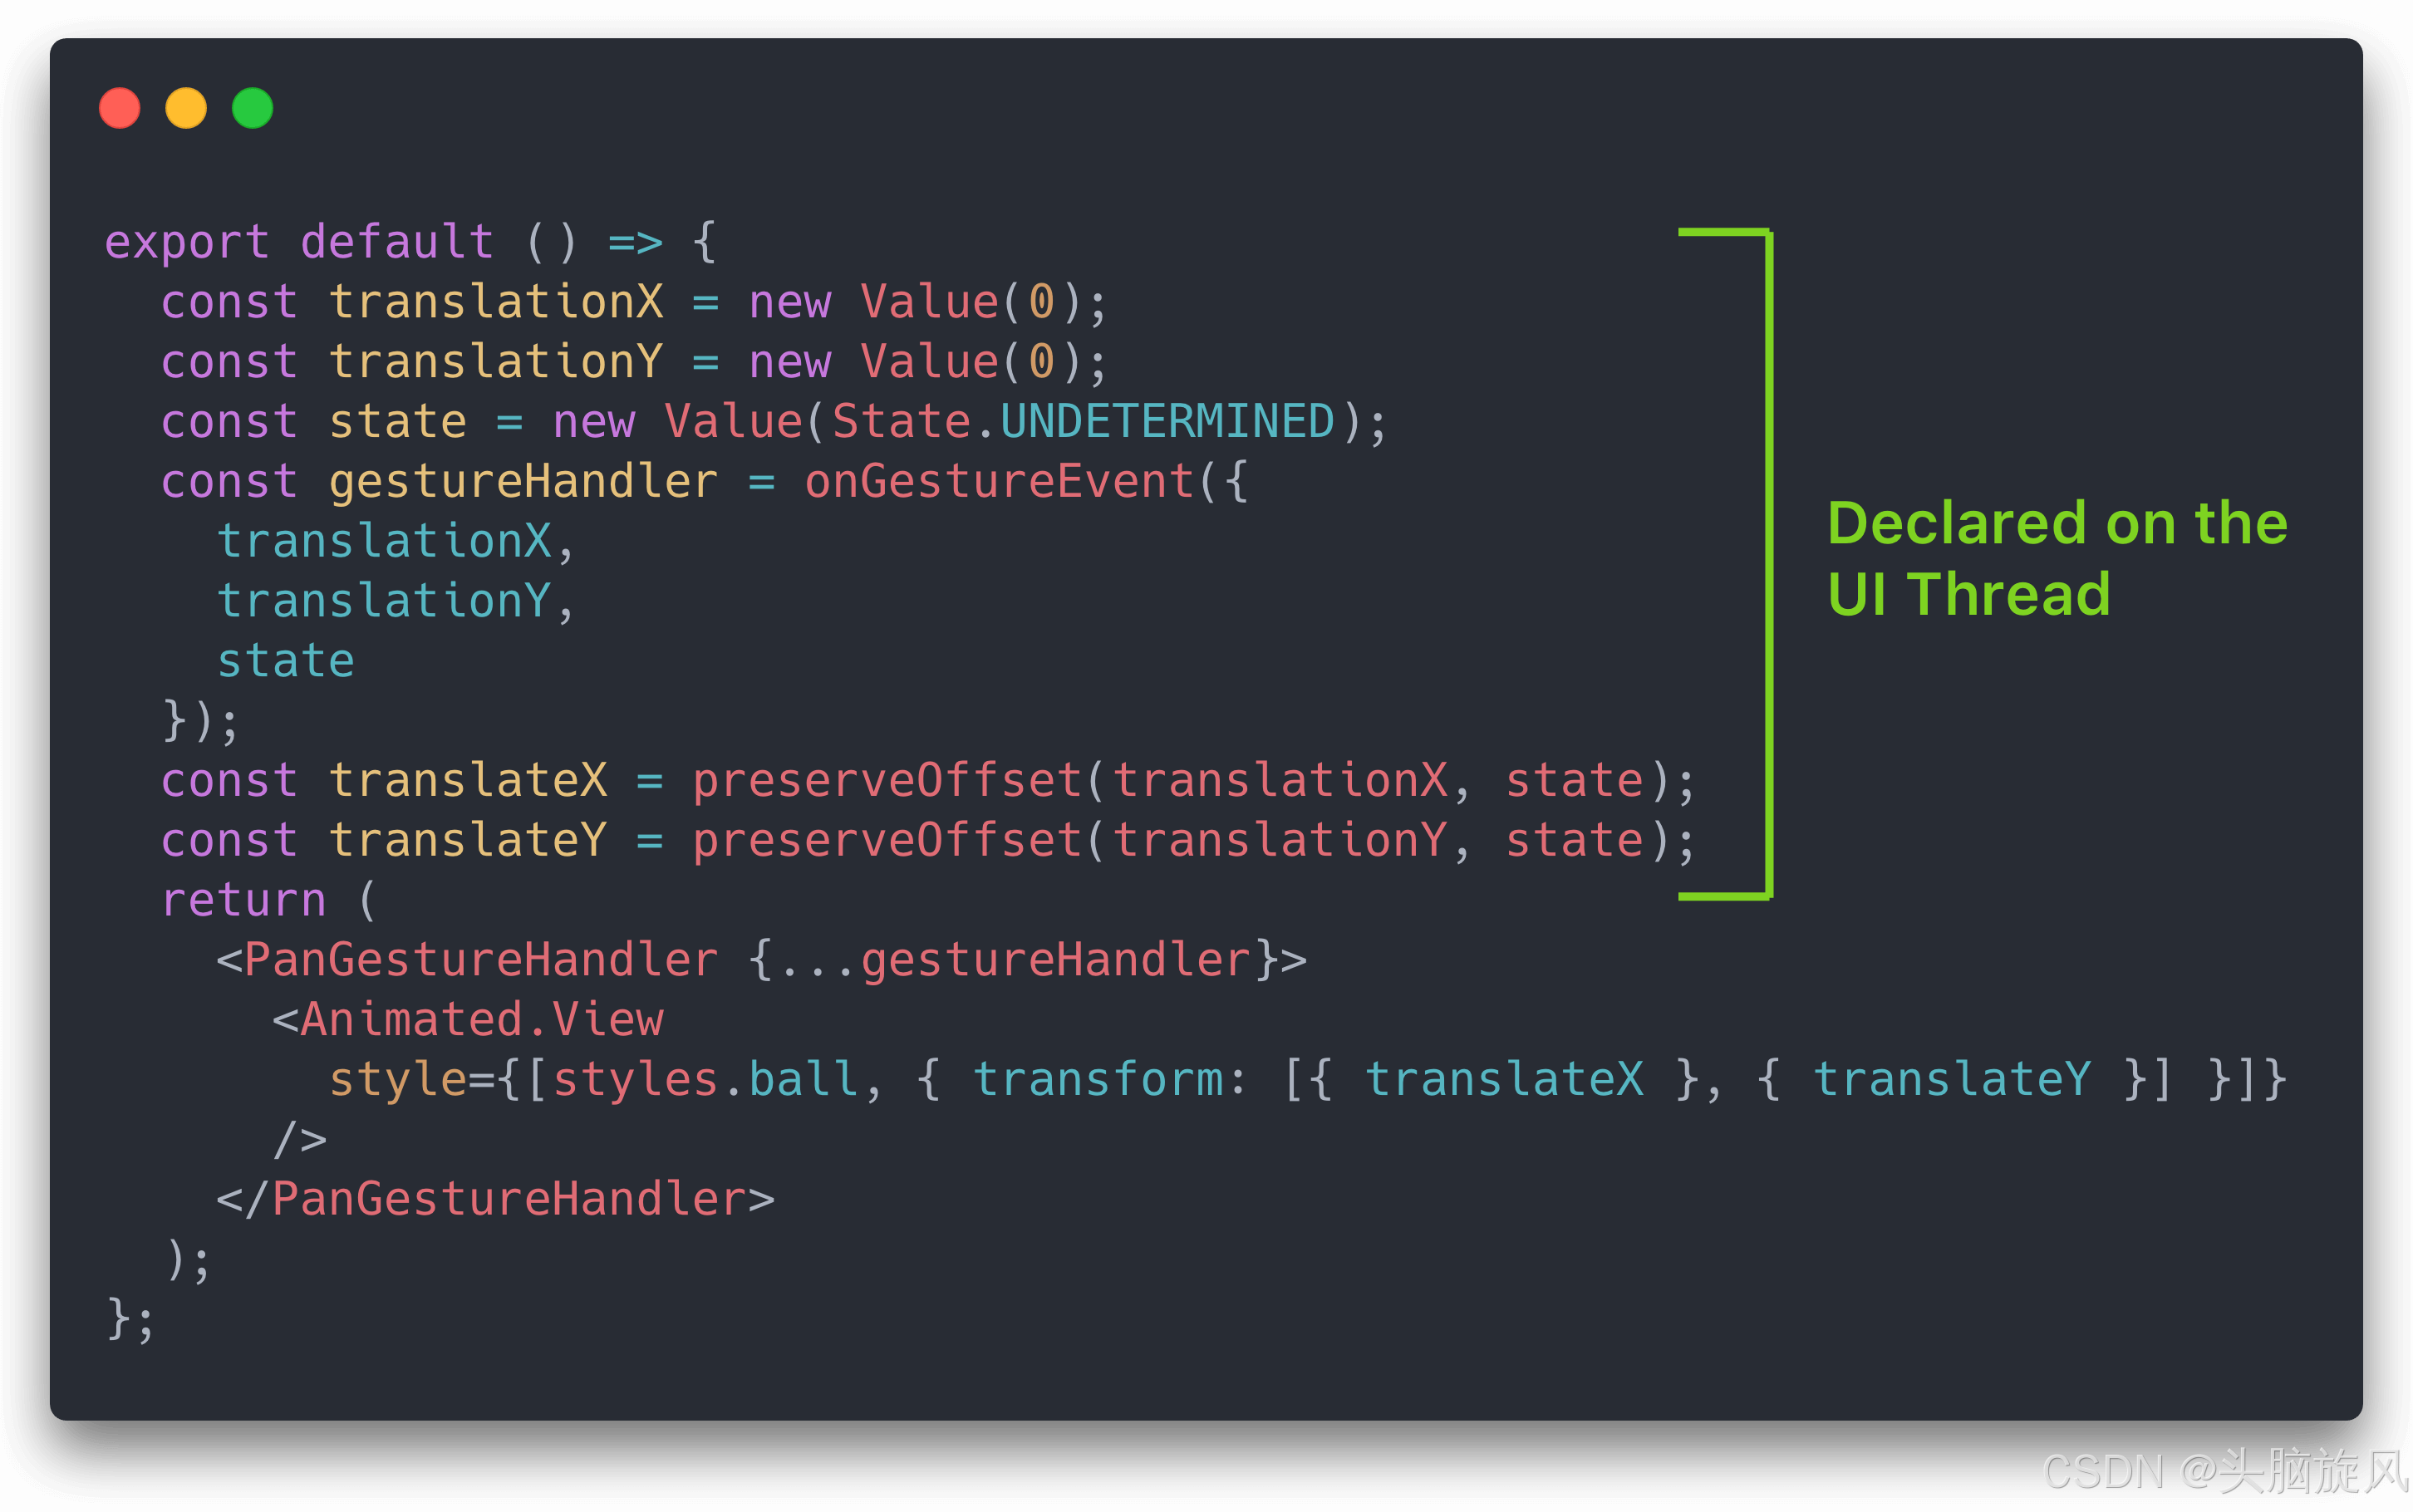 export default () => {
  const translationX = new Value(0);
  const translationY = new Value(0);
  const state = new Value(State.UNDETERMINED);
  const gestureHandler = onGestureEvent({
    translationX,
    translationY,
    state
  });
  const translateX = preserveOffset(translationX, state);
  const translateY = preserveOffset(translationY, state);
  return (
    <PanGestureHandler {...gestureHandler}>
      <Animated.View
        style={[styles.ball, { transform: [{ translateX }, { translateY }] }]}
      />
    </PanGestureHandler>
  );
};
Declared on the
UI Thread
CSDN @头脑旋风